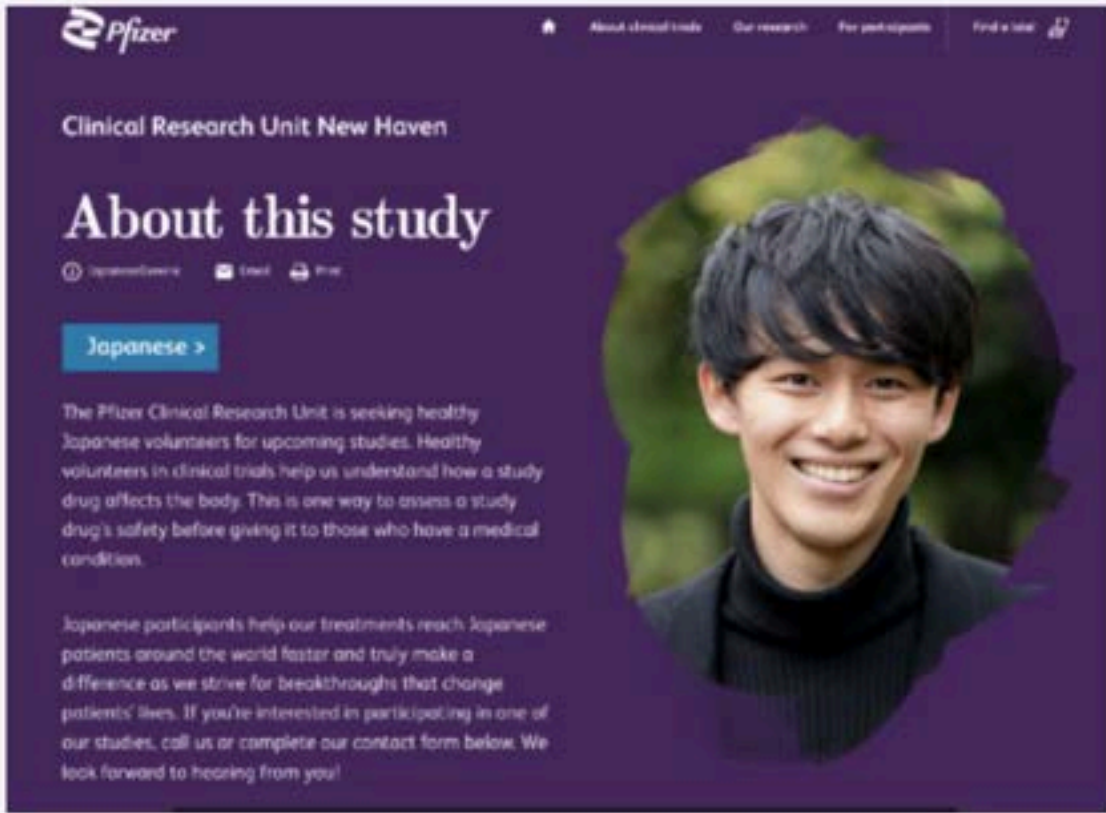 Pfizer
About clinical trials
Our research
For participants
Find a trial
Clinical Research Unit New Haven
About this study
Email
Print
Japanese >
The Pfizer Clinical Research Unit is seeking healthy
Japanese volunteers for upcoming studies. Healthy
volunteers in clinical trials help us understand how a study
drug affects the body. This is one way to assess a study
drug's safety before giving it to those who have a medical
condition.
Japanese participants help our treatments reach Japanese
patients around the world faster and truly make a
difference as we strive for breakthroughs that change
patients' lives. If you're interested in participating in one of
our studies, call us or complete our contact form below. We
look forward to hearing from you!